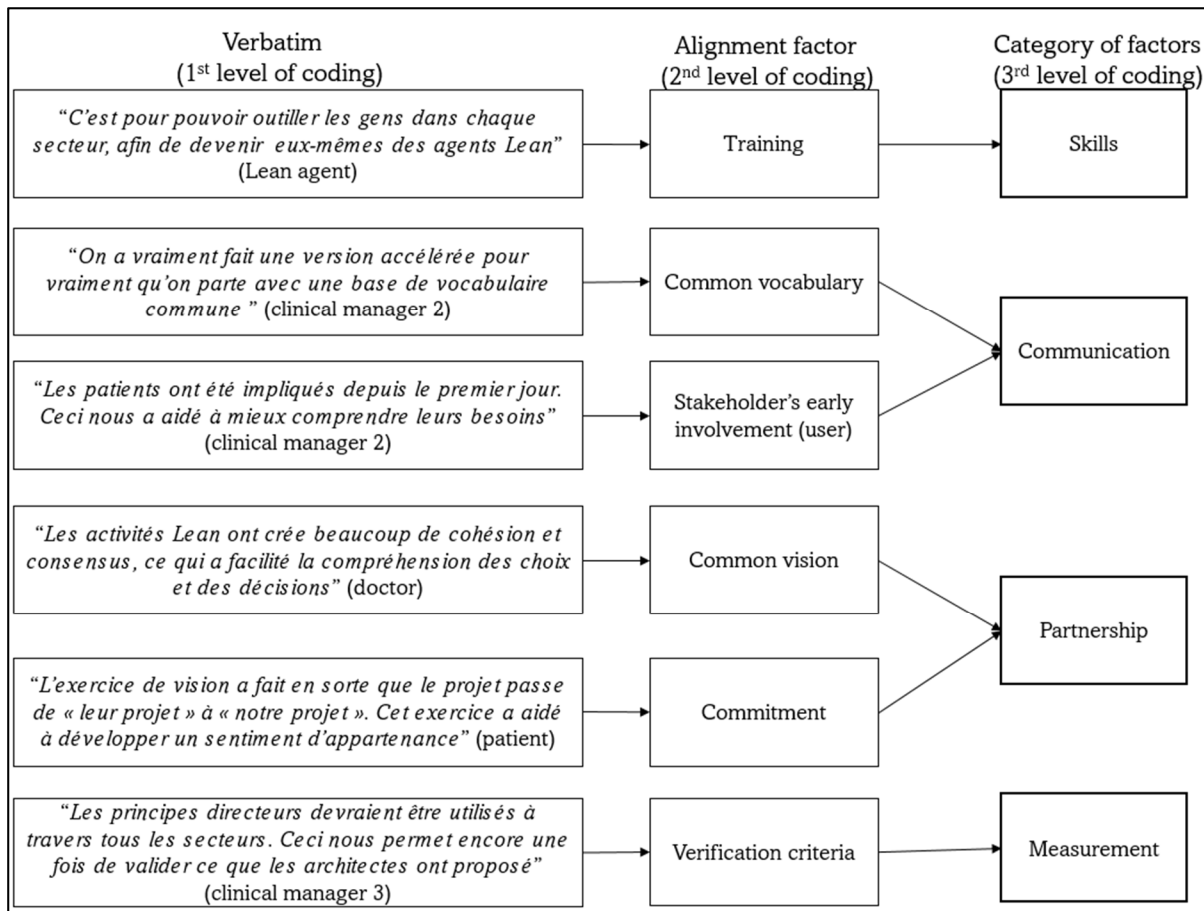 Verbatim
(1st level of coding)
Alignment factor
(2nd level of coding)
Category of factors
(3rd level of coding)
“C’est pour pouvoir outiller les gens dans chaque
secteur, afin de devenir eux-mêmes des agents Lean”
(Lean agent)
Training
Skills
“On a vraiment fait une version accélérée pour
vraiment qu’on parte avec une base de vocabulaire
commune ” (clinical manager 2)
Common vocabulary
Communication
“Les patients ont été impliqués depuis le premier jour.
Ceci nous a aidé à mieux comprendre leurs besoins”
(clinical manager 2)
Stakeholder’s early
involvement (user)
“Les activités Lean ont crée beaucoup de cohésion et
consensus, ce qui a facilité la compréhension des choix
et des décisions” (doctor)
Common vision
Partnership
“L’exercice de vision a fait en sorte que le projet passe
de « leur projet » à « notre projet ». Cet exercice a aidé
à développer un sentiment d’appartenance” (patient)
Commitment
“Les principes directeurs devraient être utilisés à
travers tous les secteurs. Ceci nous permet encore une
fois de valider ce que les architectes ont proposé”
(clinical manager 3)
Verification criteria
Measurement